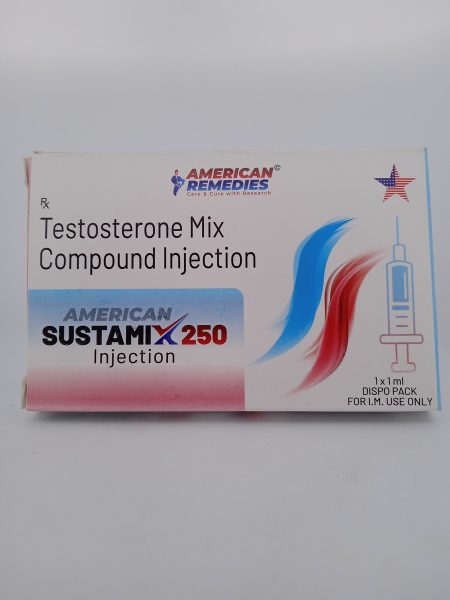 AMERICAN©
REMEDIES
Care & Cure with Research
Rx
Testosterone Mix
Compound Injection
AMERICAN
SUSTAMIX 250
Injection
1 x 1 ml
DISPO PACK
FOR I.M. USE ONLY